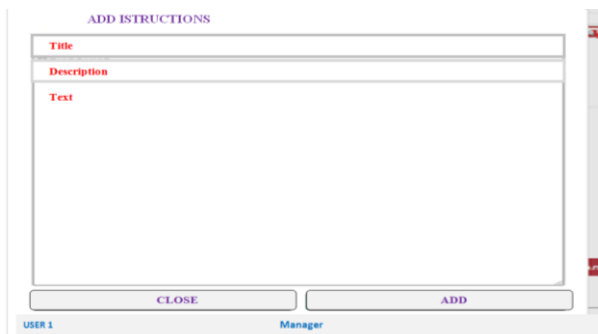 ADD ISTRUCTIONS
Title
Description
Text
CLOSE ADD
USER 1 Manager